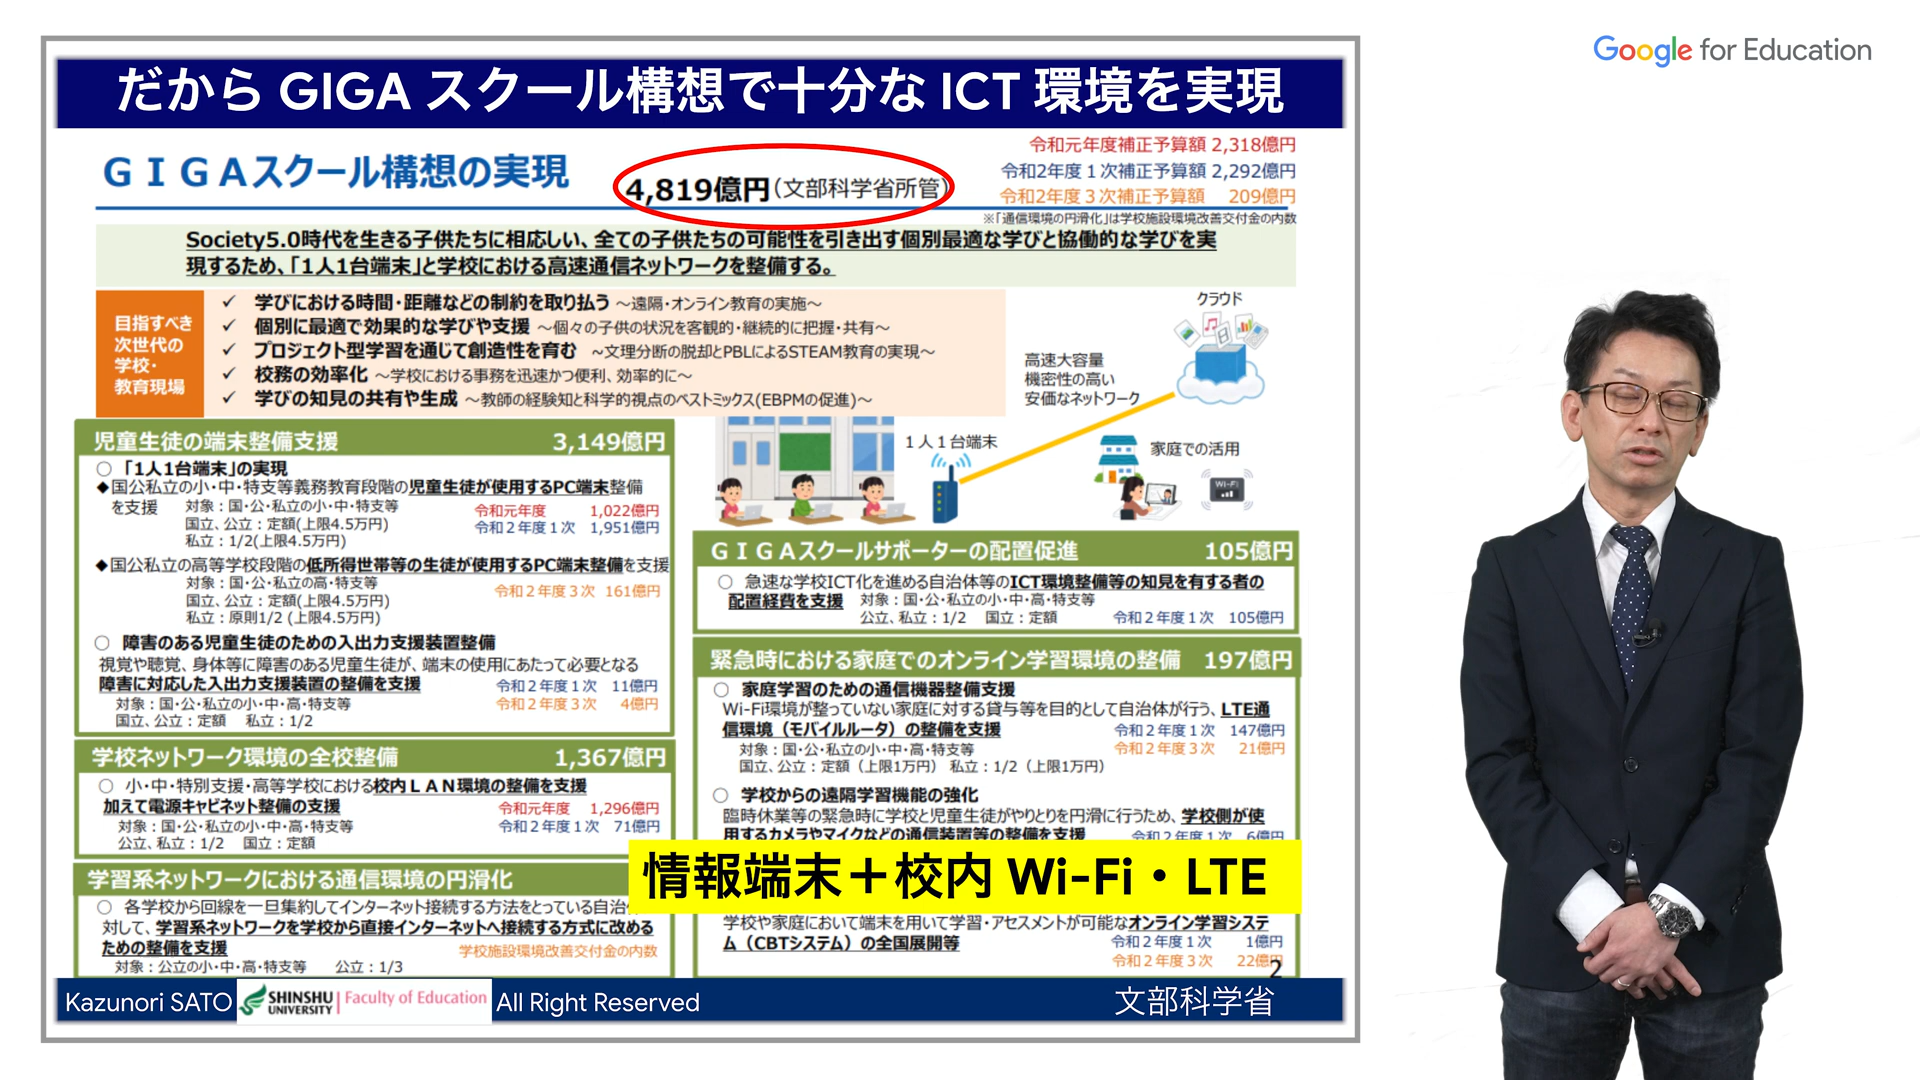 Google for Education
だから GIGA スクール構想で十分な ICT 環境を実現
ＧＩＧＡスクール構想の実現
4,819億円(文部科学省所管)
令和元年度補正予算額 2,318億円
令和2年度１次補正予算額 2,292億円
令和2年度３次補正予算額 209億円
※「通信環境の円滑化」は学校施設環境改善交付金の内数
Society5.0時代を生きる子供たちに相応しい、全ての子供たちの可能性を引き出す個別最適な学びと協働的な学びを実
現するため、「１人1台端末」と学校における高速通信ネットワークを整備する。
目指すべき
次世代の
学校・
教育現場
✓ 学びにおける時間・距離などの制約を取り払う ～遠隔・オンライン教育の実施～
✓ 個別に最適で効果的な学びや支援 ～個々の子供の状況を客観的・継続的に把握・共有～
✓ プロジェクト型学習を通じて創造性を育む ～文理分断の脱却とPBLによるSTEAM教育の実現～
✓ 校務の効率化 ～学校における事務を迅速かつ便利、効率的に～
✓ 学びの知見の共有や生成 ～教師の経験知と科学的視点のベストミックス(EBPMの促進)～
クラウド
高速大容量
機密性の高い
安価なネットワーク
１人１台端末
家庭での活用
Wi-Fi
児童生徒の端末整備支援 3,149億円
○ 「1人1台端末」の実現
◆国公私立の小・中・特支等義務教育段階の児童生徒が使用するPC端末整備
を支援 対象：国・公・私立の小・中・特支等
国立、公立：定額(上限4.5万円)
私立：1/2(上限4.5万円)
令和元年度 1,022億円
令和２年度１次 1,951億円
◆国公私立の高等学校段階の低所得世帯等の生徒が使用するPC端末整備を支援
対象：国・公・私立の高・特支等
国立、公立：定額(上限4.5万円)
私立：原則1/2 (上限4.5万円)
令和２年度３次 161億円
○ 障害のある児童生徒のための入出力支援装置整備
視覚や聴覚、身体等に障害のある児童生徒が、端末の使用にあたって必要となる
障害に対応した入出力支援装置の整備を支援 令和２年度１次 11億円
対象：国・公・私立の小・中・高・特支等 令和２年度３次 4億円
国立、公立：定額 私立：1/2
学校ネットワーク環境の全校整備 1,367億円
○ 小・中・特別支援・高等学校における校内ＬＡＮ環境の整備を支援
加えて電源キャビネット整備の支援 令和元年度 1,296億円
対象：国・公・私立の小・中・高・特支等 令和２年度１次 71億円
公立、私立：1/2 国立：定額
学習系ネットワークにおける通信環境の円滑化
○ 各学校から回線を一旦集約してインターネット接続する方法をとっている自治
対して、学習系ネットワークを学校から直接インターネットへ接続する方式に改める
ための整備を支援 学校施設環境改善交付金の内数
対象：公立の小・中・高・特支等 公立：1/3
ＧＩＧＡスクールサポーターの配置促進 105億円
○ 急速な学校ICT化を進める自治体等のICT環境整備等の知見を有する者の
配置経費を支援 対象：国・公・私立の小・中・高・特支等
公立、私立：1/2 国立：定額 令和２年度１次 105億円
緊急時における家庭でのオンライン学習環境の整備 197億円
○ 家庭学習のための通信機器整備支援
Wi-Fi環境が整っていない家庭に対する貸与等を目的として自治体が行う、LTE通
信環境（モバイルルータ）の整備を支援 令和２年度１次 147億円
対象：国・公・私立の小・中・高・特支等 令和２年度３次 21億円
国立、公立：定額（上限1万円） 私立：1/2（上限1万円）
○ 学校からの遠隔学習機能の強化
臨時休業等の緊急時に学校と児童生徒がやりとりを円滑に行うため、学校側が使
用するカメラやマイクなどの通信装置等の整備を支援 令和２年度１次 6億円
情報端末＋校内 Wi-Fi・LTE
学校や家庭において端末を用いて学習・アセスメントが可能なオンライン学習システ
ム（CBTシステム）の全国展開等 令和２年度１次 1億円
令和２年度３次 22億円
2
Kazunori SATO SHINSHU UNIVERSITY Faculty of Education All Right Reserved
文部科学省